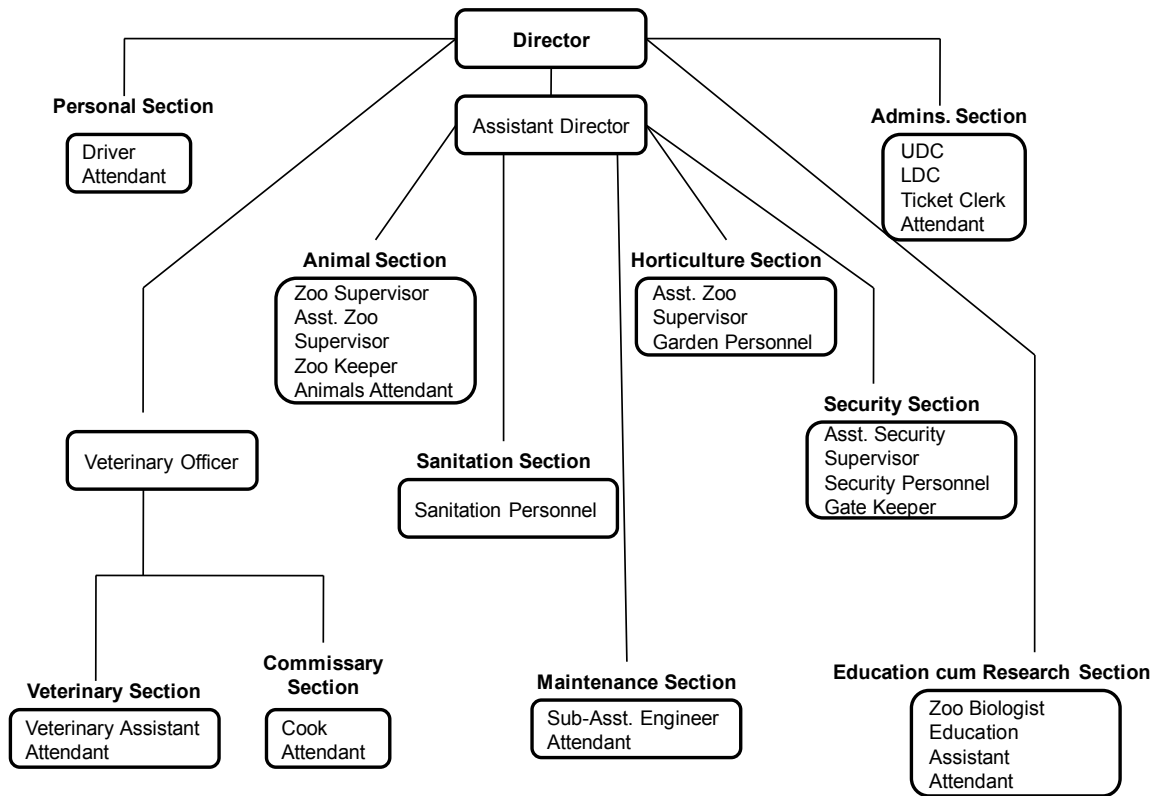 Director
Personal Section
Driver
Attendant
Assistant Director
Admins. Section
UDC
LDC
Ticket Clerk
Attendant
Animal Section
Zoo Supervisor
Asst. Zoo
Supervisor
Zoo Keeper
Animals Attendant
Horticulture Section
Asst. Zoo
Supervisor
Garden Personnel
Security Section
Asst. Security
Supervisor
Security Personnel
Gate Keeper
Veterinary Officer
Sanitation Section
Sanitation Personnel
Veterinary Section
Veterinary Assistant
Attendant
Commissary
Section
Cook
Attendant
Maintenance Section
Sub-Asst. Engineer
Attendant
Education cum Research Section
Zoo Biologist
Education
Assistant
Attendant